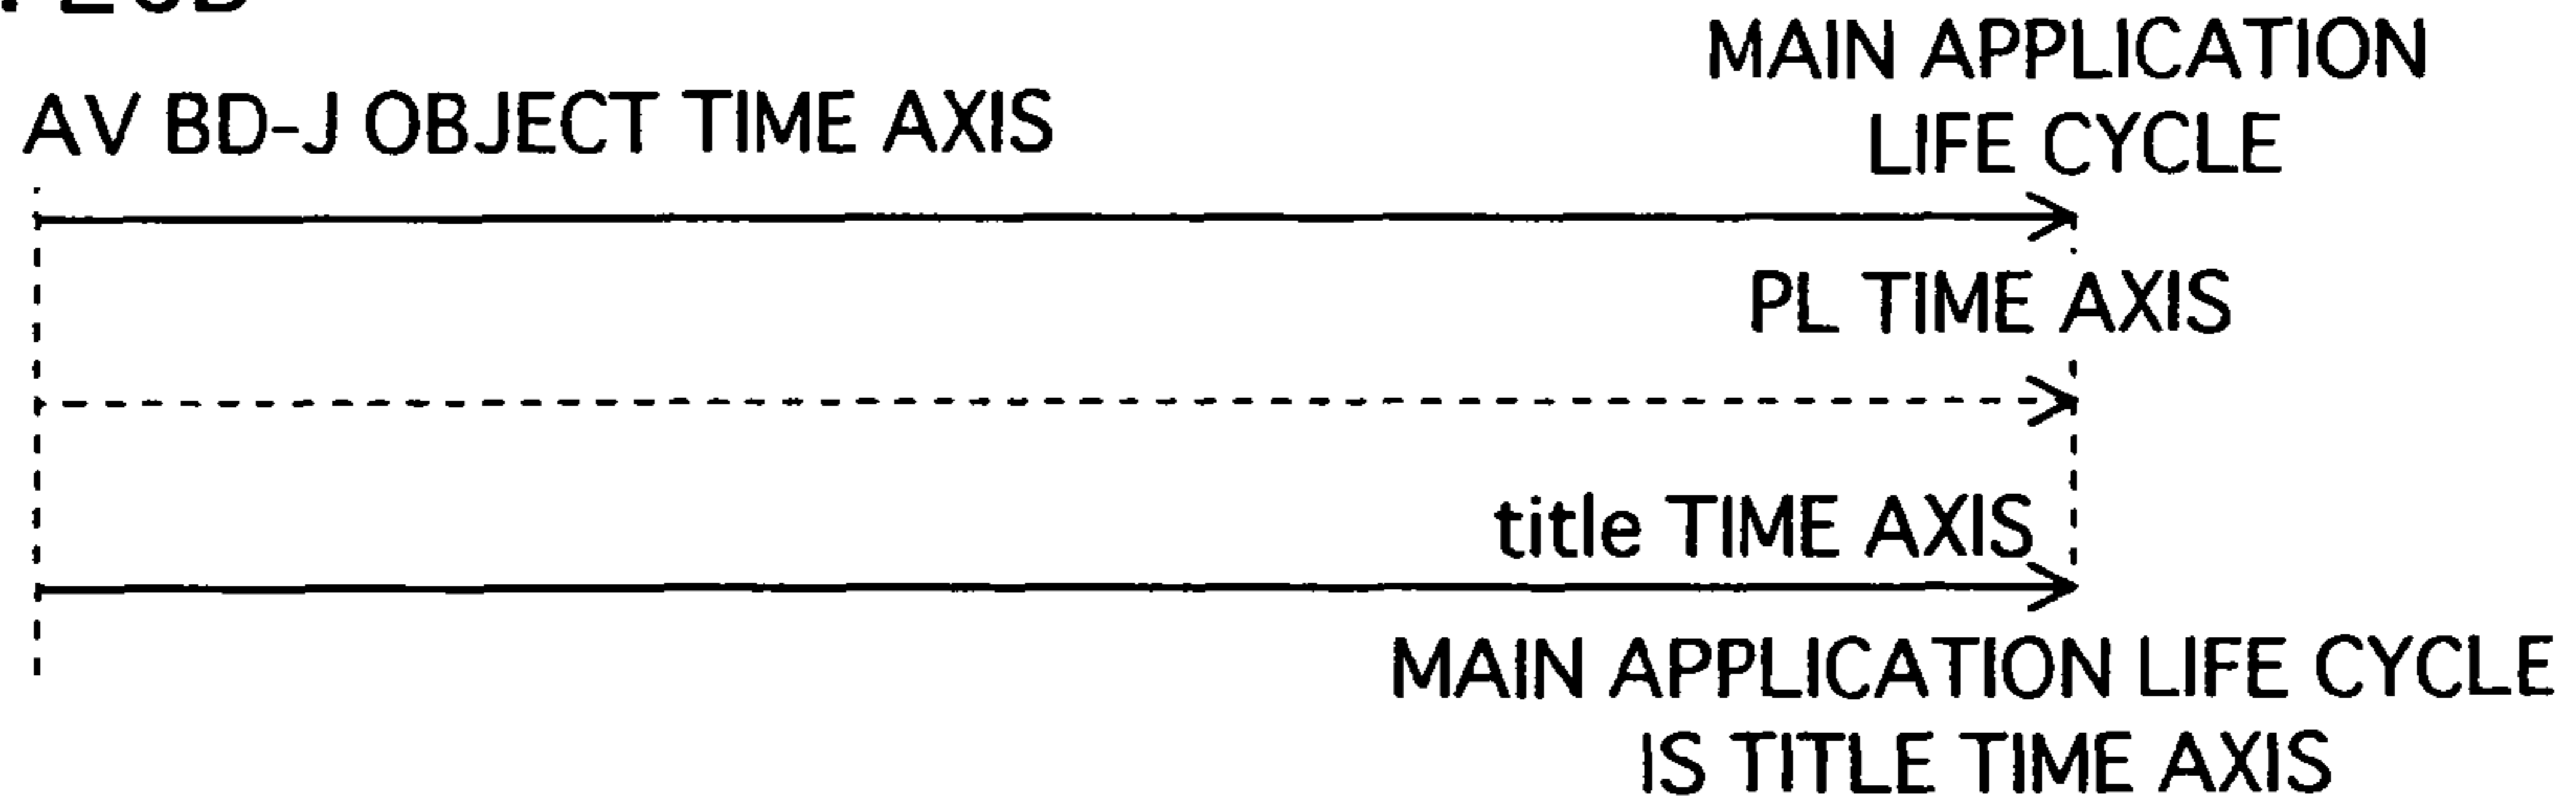 MAIN APPLICATION
LIFE CYCLE
AV BD-J OBJECT TIME AXIS
PL TIME AXIS
title TIME AXIS
MAIN APPLICATION LIFE CYCLE
IS TITLE TIME AXIS